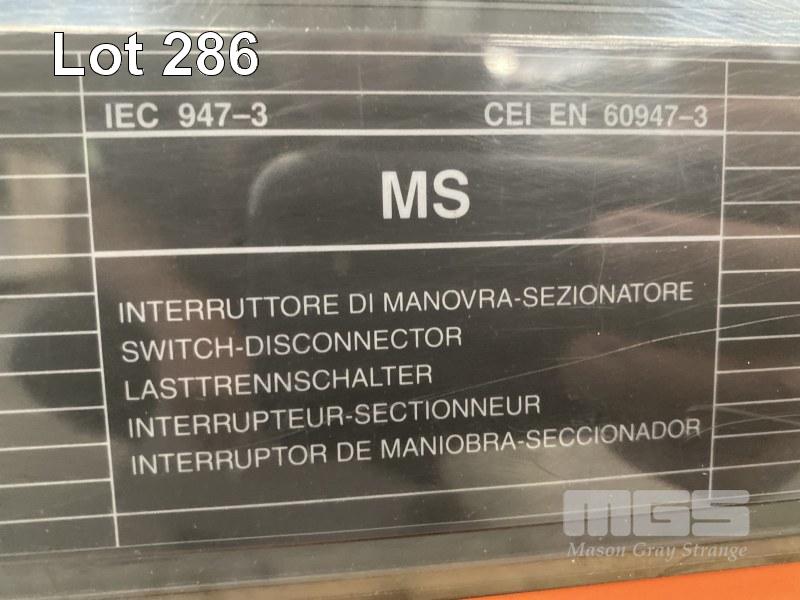 Lot 286
IEC 947-3 CEI EN 60947-3
MS
INTERRUTTORE DI MANOVRA-SEZIONATORE
SWITCH-DISCONNECTOR
LASTTRENNSCHALTER
INTERRUPTEUR-SECTIONNEUR
INTERRUPTOR DE MANIOBRA-SECCIONADOR
MGS
Mason Gray Strange